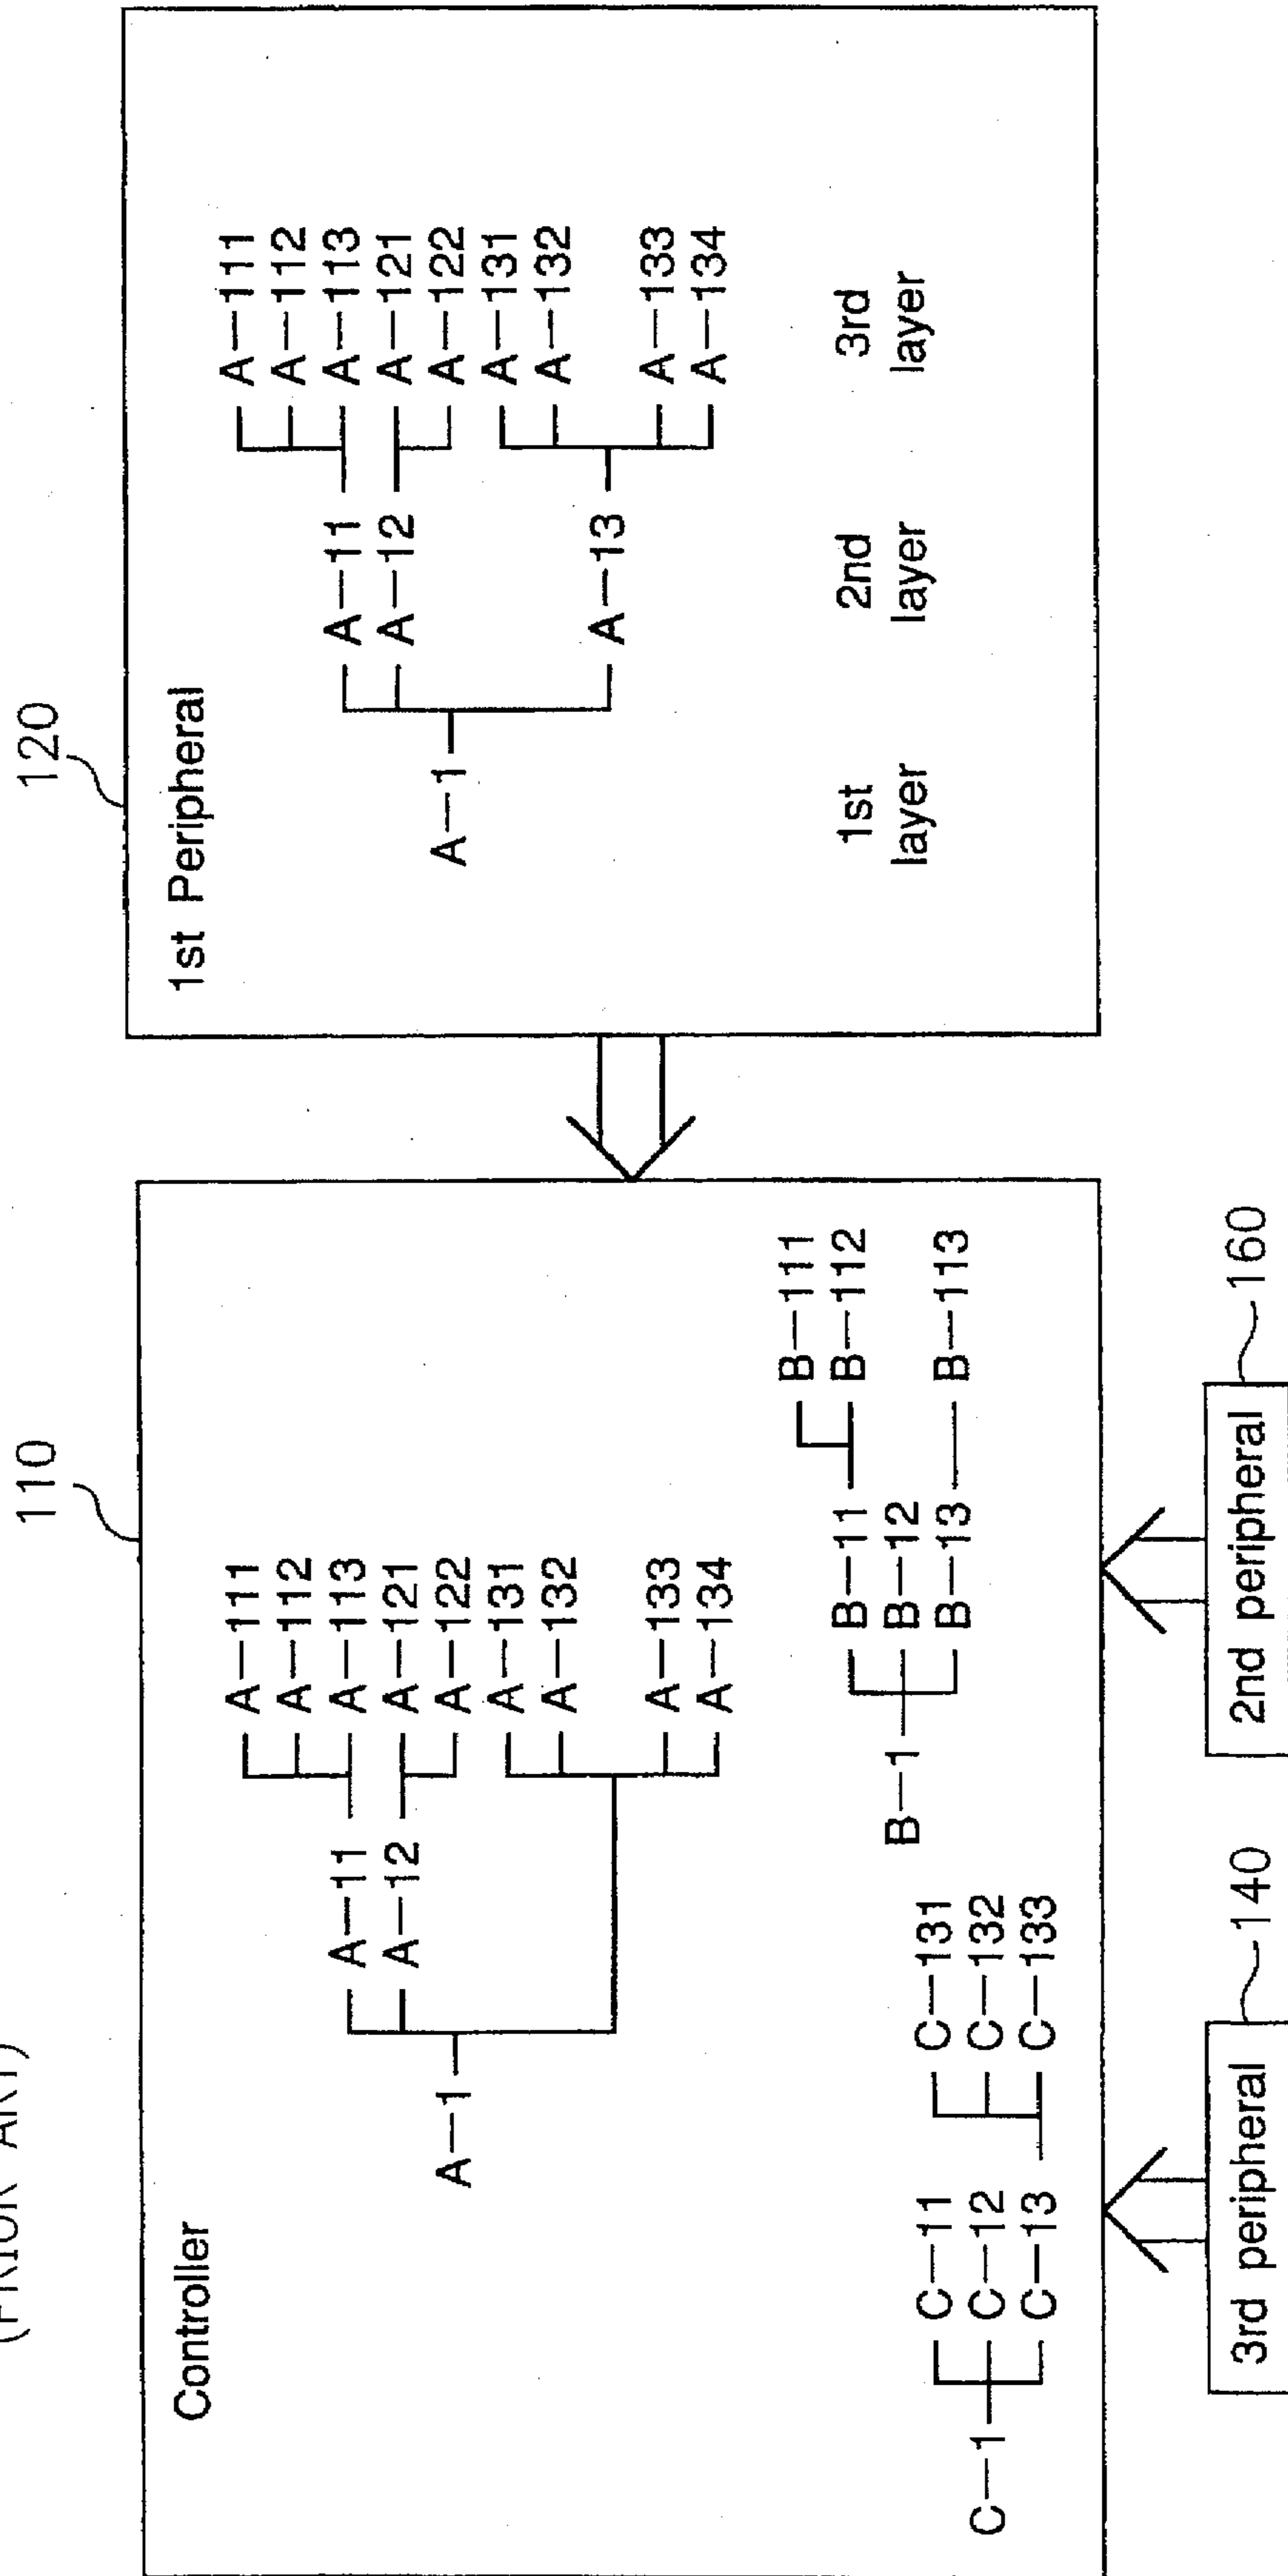 (PRIOR ART)
110
Controller
A-1
A-11
A-12
A-111
A-112
A-113
A-121
A-122
A-131
A-132
A-133
A-134
C-1
C-11
C-12
C-13
C-131
C-132
C-133
B-1
B-11
B-12
B-13
B-111
B-112
B-113
3rd peripheral
140
2nd peripheral
160
120
1st Peripheral
A-1
A-11
A-12
A-13
A-111
A-112
A-113
A-121
A-122
A-131
A-132
A-133
A-134
1st layer
2nd layer
3rd layer